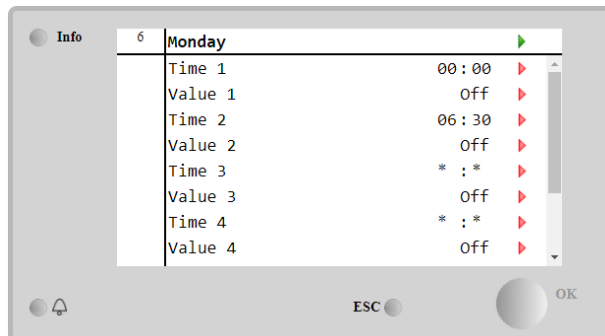 Info
6 Monday
Time 1 00:00
Value 1 Off
Time 2 06:30
Value 2 Off
Time 3 * : *
Value 3 Off
Time 4 * : *
Value 4 Off
ESC OK